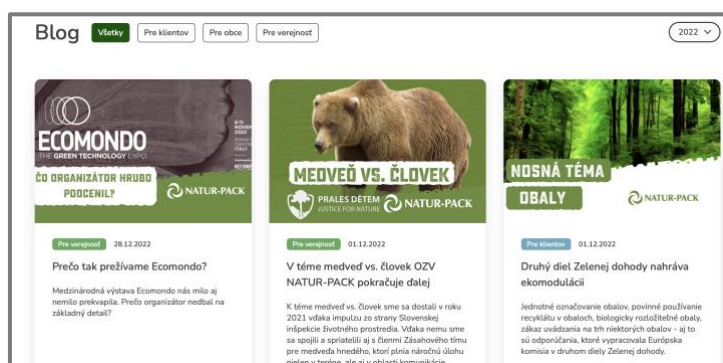 Blog
Všetky
Pre klientov
Pre obce
Pre verejnosť
2022
ECOMONDO
THE GREEN TECHNOLOGY EXPO
ČO ORGANIZÁTOR HRUBO
PODCENIL?
NATUR-PACK
Pre verejnosť 28.12.2022
Prečo tak prežívame Ecomondo?
Medzinárodná výstava Ecomondo nás milo aj
nemilo prekvapila. Prečo organizátor nedbal na
základný detail?
MEDVEĎ VS. ČLOVEK
PRALES DĚTEM
JUSTICE FOR NATURE
NATUR-PACK
Pre verejnosť 01.12.2022
V téme medveď vs. človek OZV
NATUR-PACK pokračuje ďalej
K téme medveď vs. človek sme sa dostali v roku
2021 vďaka impulzu zo strany Slovenskej
inšpekcie životného prostredia. Vďaka nemu sme
sa spojili a spriatelili aj s členmi Zásahového tímu
pre medveďa hnedého, ktorí plnia náročnú úlohu
nielen v teréne, ale aj v oblasti komunikácie
NOSNÁ TÉMA
OBALY
NATUR-PACK
Pre klientov 01.12.2022
Druhý diel Zelenej dohody nahráva
ekomodulácii
Jednotné označovanie obalov, povinné používanie
recyklátu v obaloch, biologicky rozložiteľné obaly,
zákaz uvádzania na trh niektorých obalov - aj to
sú odporúčania, ktoré vypracovala Európska
komisia v druhom diely Zelenej dohody.